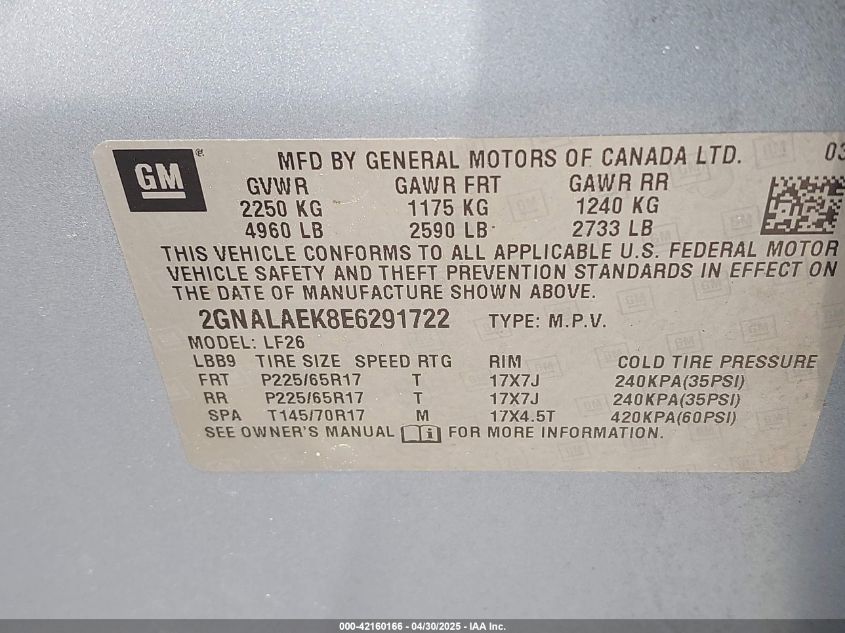 GM ®
MFD BY GENERAL MOTORS OF CANADA LTD. 03
GVWR GAWR FRT GAWR RR
2250 KG 1175 KG 1240 KG
4960 LB 2590 LB 2733 LB
THIS VEHICLE CONFORMS TO ALL APPLICABLE U.S. FEDERAL MOTOR
VEHICLE SAFETY AND THEFT PREVENTION STANDARDS IN EFFECT ON
THE DATE OF MANUFACTURE SHOWN ABOVE.
2GNALAEK8E6291722 TYPE: M.P.V.
MODEL: LF26
LBB9 TIRE SIZE SPEED RTG RIM COLD TIRE PRESSURE
FRT P225/65R17 T 17X7J 240KPA(35PSI)
RR P225/65R17 T 17X7J 240KPA(35PSI)
SPA T145/70R17 M 17X4.5T 420KPA(60PSI)
SEE OWNER'S MANUAL i FOR MORE INFORMATION.
000-42160166 - 04/30/2025 - IAA Inc.